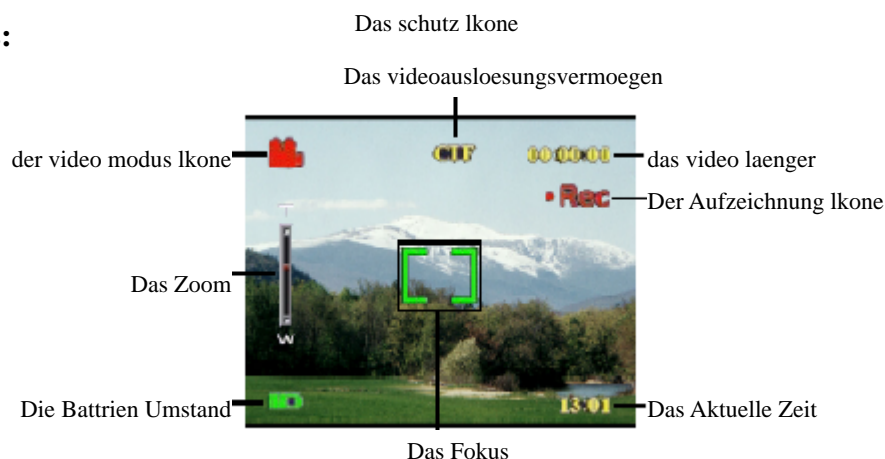 Das schutz lkone
:
Das videoausloesungsvermoegen
der video modus lkone CIF 00:00:01 das video laenger
Rec Der Aufzeichnung lkone
T
Das Zoom
W
Die Battrien Umstand 13:01 Das Aktuelle Zeit
Das Fokus